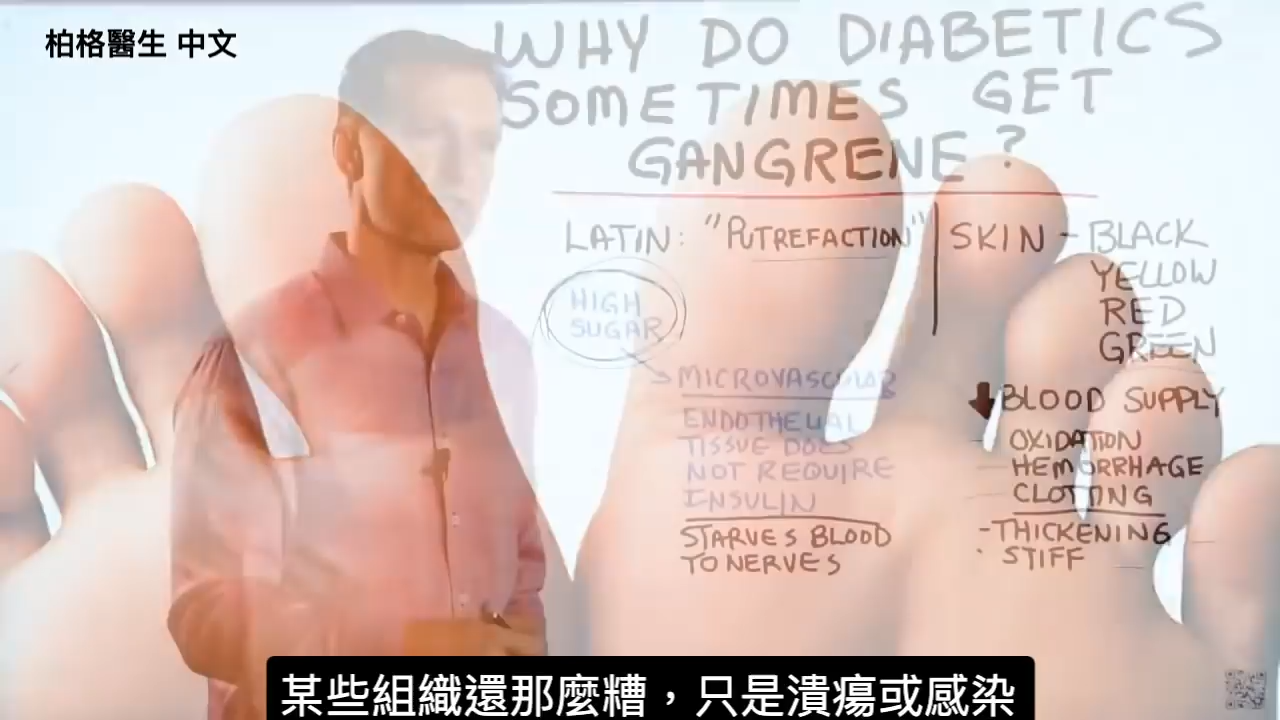 柏格醫生 中文
WHY DO DIABETICS
SOMETIMES GET
GANGRENE?
LATIN: "PUTREFACTION"
SKIN - BLACK
YELLOW
RED
GREEN
HIGH
SUGAR
MICROVASCULAR
ENDOTHELIAL
TISSUE DOES
NOT REQUIRE
INSULIN
STARVES BLOOD
TO NERVES
BLOOD SUPPLY
OXIDATION
HEMORRHAGE
CLOTTING
- THICKENING
STIFF
某些組織還那麼糟，只是潰瘍或感染